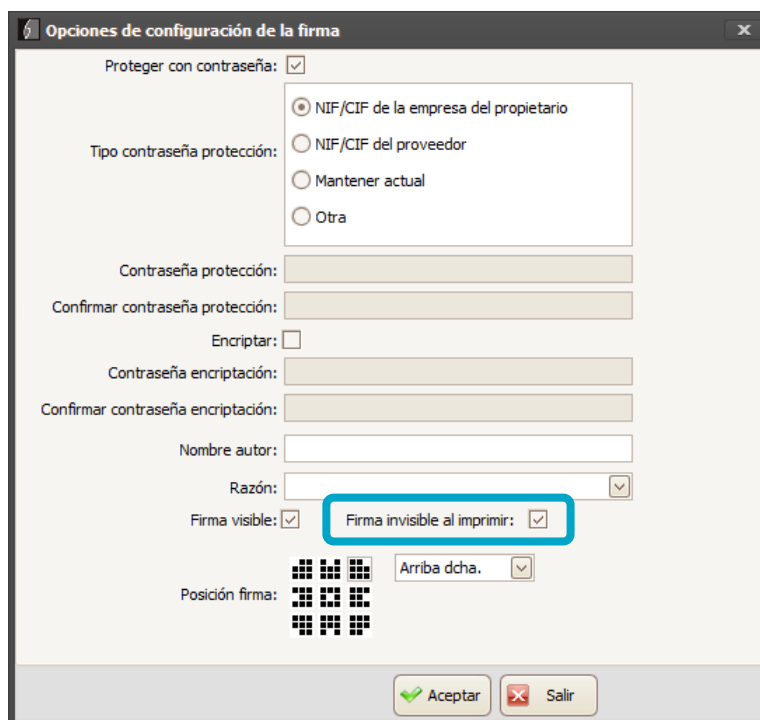 Opciones de configuración de la firma
Proteger con contraseña:
Tipo contraseña protección:
NIF/CIF de la empresa del propietario
NIF/CIF del proveedor
Mantener actual
Otra
Contraseña protección:
Confirmar contraseña protección:
Encriptar:
Contraseña encriptación:
Confirmar contraseña encriptación:
Nombre autor:
Razón:
Firma visible: Firma invisible al imprimir:
Posición firma: Arriba dcha.
Aceptar Salir